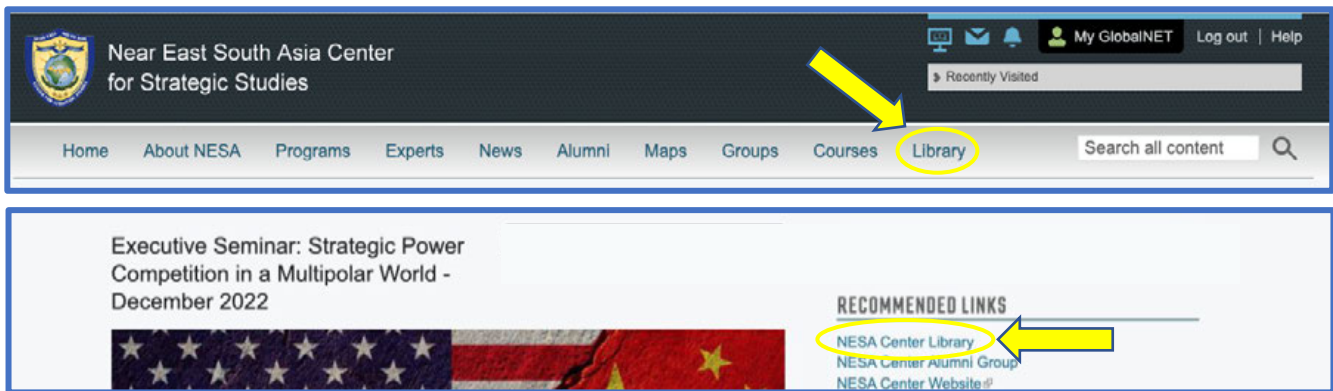 Near East South Asia Center
for Strategic Studies
My GlobalNET Log out | Help
Recently Visited
Home About NESA Programs Experts News Alumni Maps Groups Courses Library Search all content
Executive Seminar: Strategic Power
Competition in a Multipolar World -
December 2022
RECOMMENDED LINKS
NESA Center Library
NESA Center Alumni Group
NESA Center Website